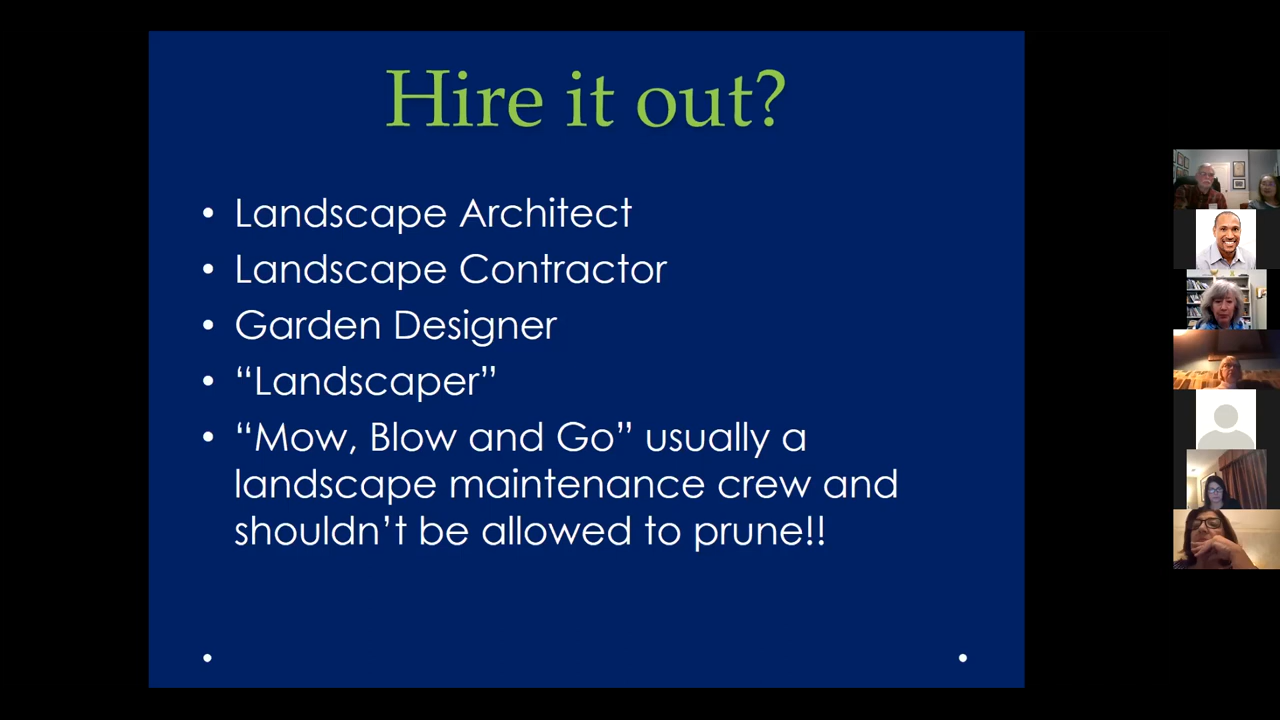 Hire it out?
• Landscape Architect
• Landscape Contractor
• Garden Designer
• “Landscaper”
• “Mow, Blow and Go” usually a
landscape maintenance crew and
shouldn’t be allowed to prune!!